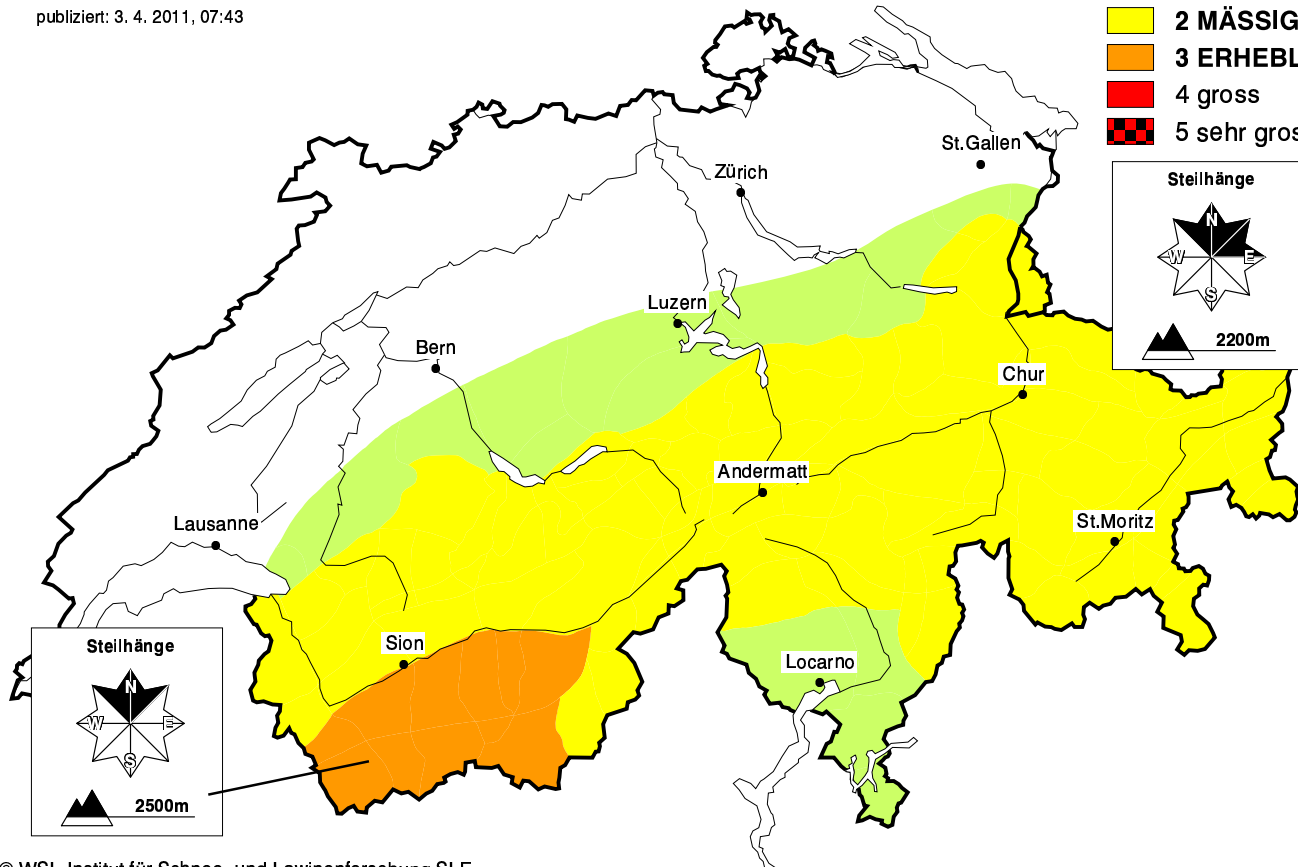 publiziert: 3. 4. 2011, 07:43
2 MÄSSIG
3 ERHEBL
4 gross
5 sehr gros
St.Gallen
Zürich
Steilhänge
N
W E
S
2200m
Luzern
Bern
Chur
Andermatt
St.Moritz
Lausanne
Sion
Locarno
Steilhänge
N
W E
S
2500m
© WSL-Institut für Schnee- und Lawinenforschung SLF